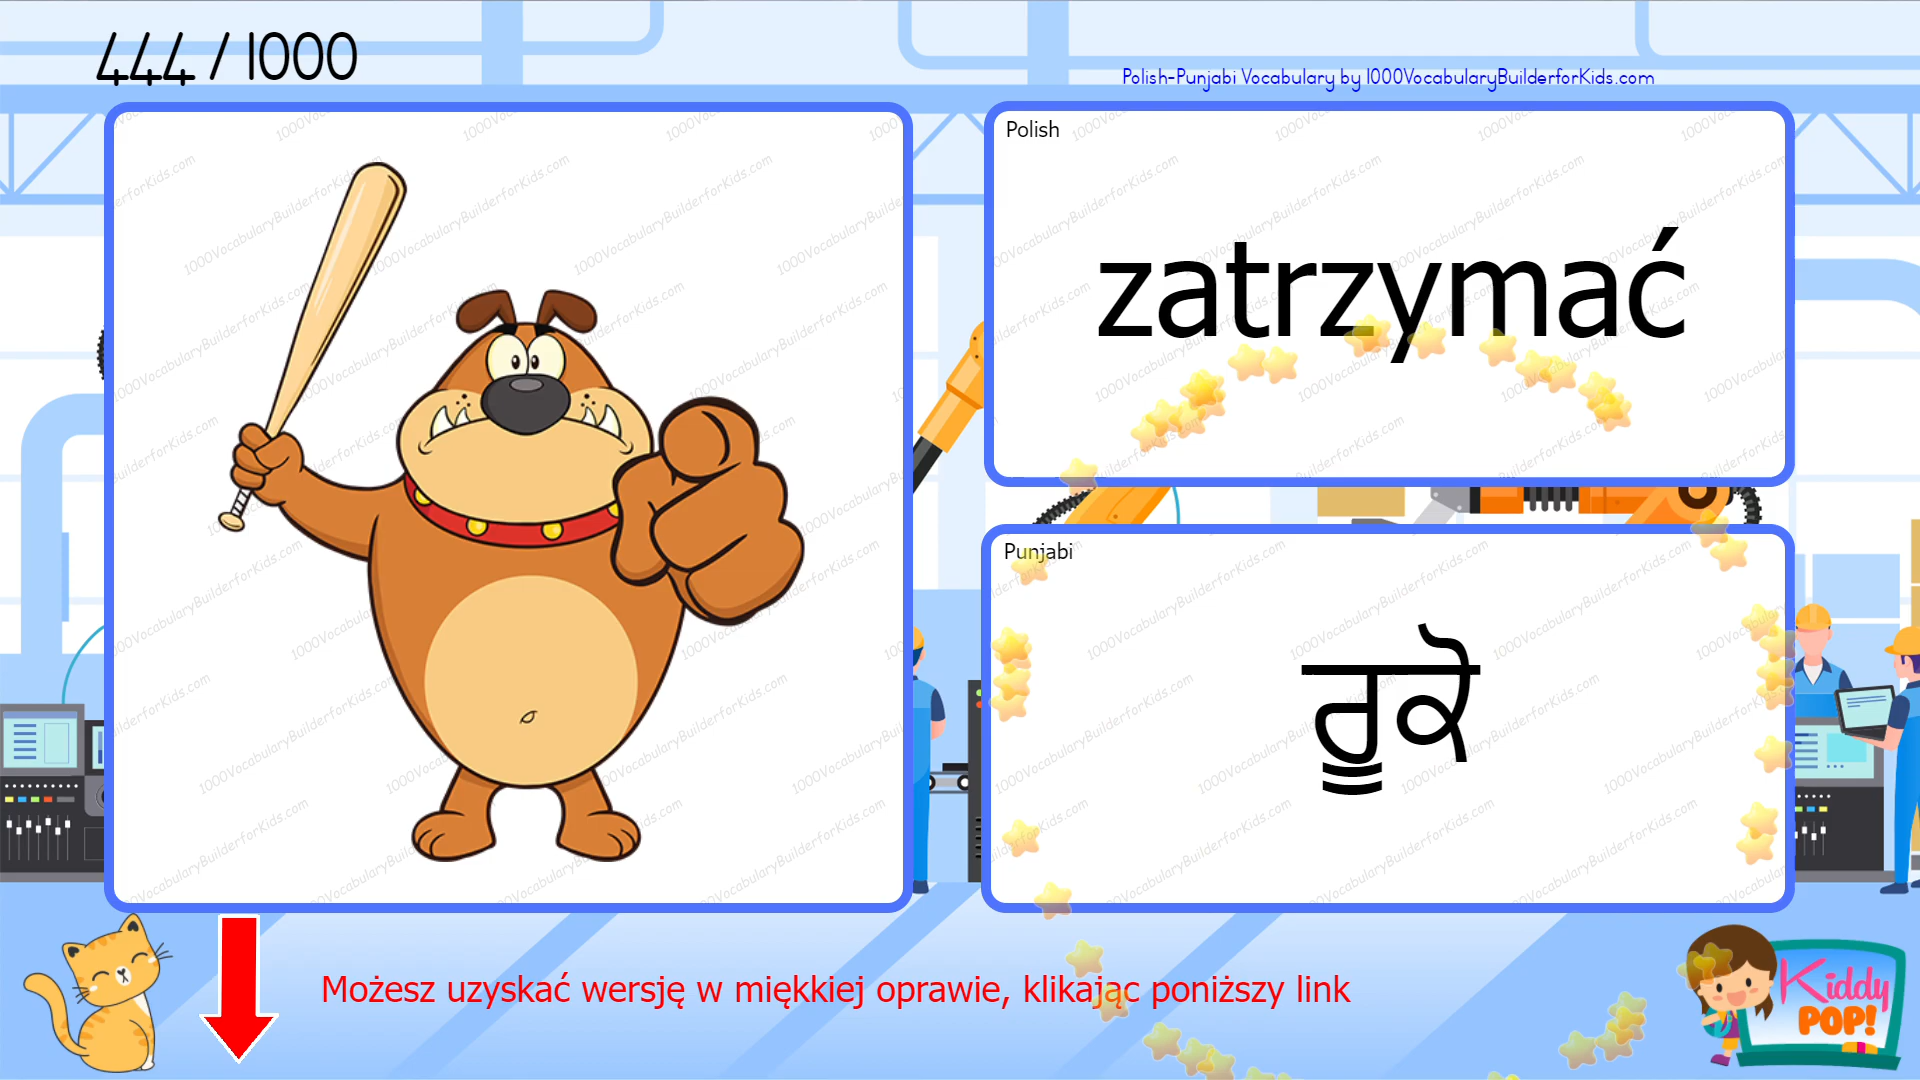 444 / 1000
Polish-Punjabi Vocabulary by 1000VocabularyBuilderforKids.com
Polish
zatrzymać
Punjabi
ਰੂਕੋ
Możesz uzyskać wersję w miękkiej oprawie, klikając poniższy link
Kiddy
POP!